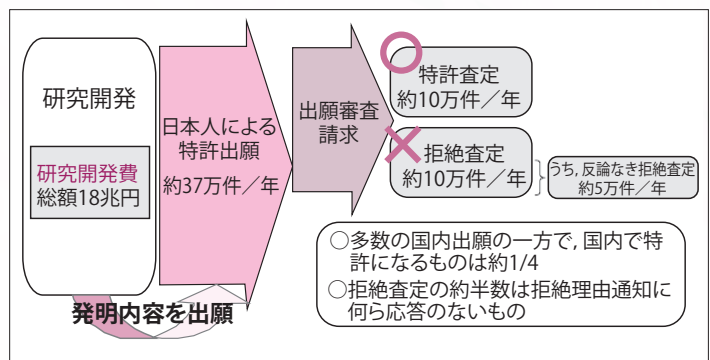 研究開発
研究開発費
総額18兆円
日本人による
特許出願
約37万件／年
出願審査
請求
特許査定
約10万件／年
拒絶査定
約10万件／年
うち,反論なき拒絶査定
約5万件／年
○多数の国内出願の一方で,国内で特
許になるものは約1/4
○拒絶査定の約半数は拒絶理由通知に
何ら応答のないもの
発明内容を出願